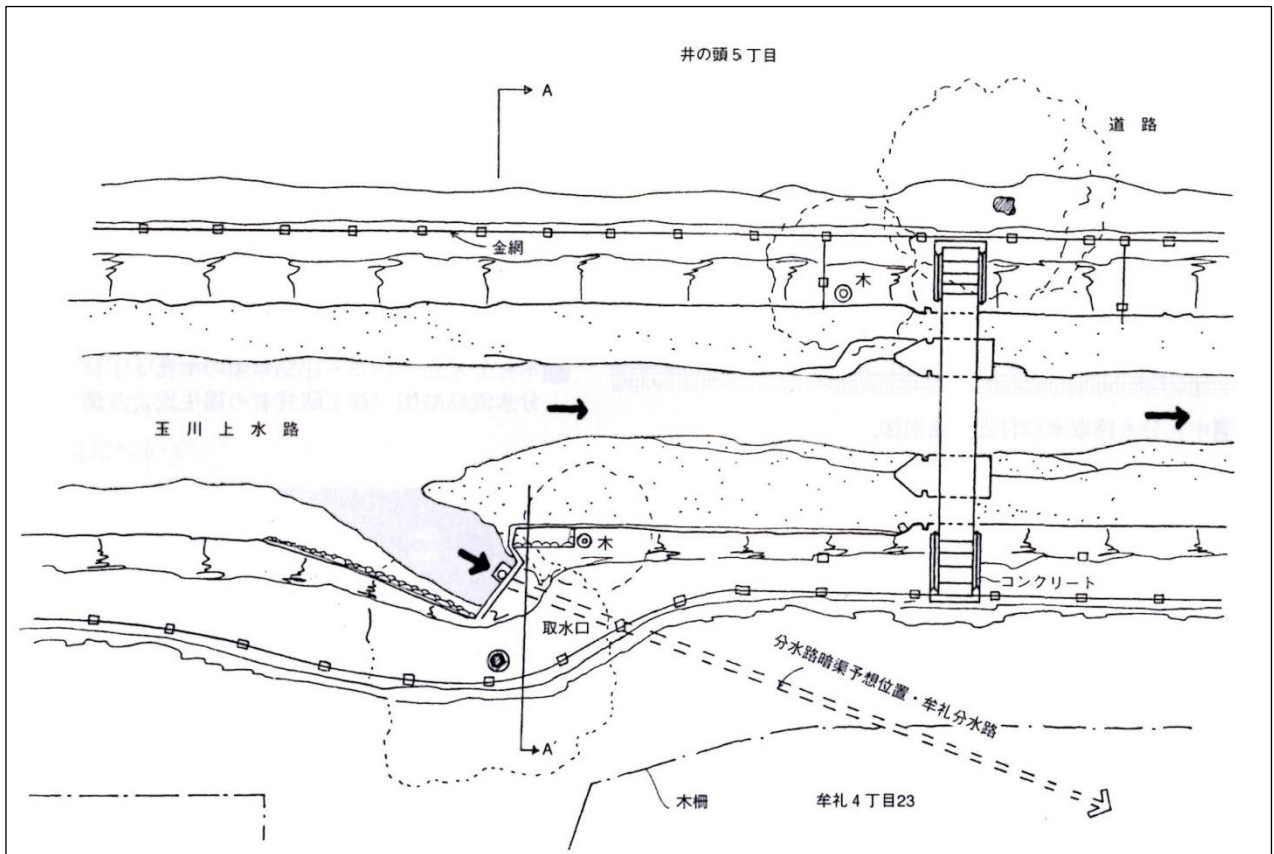 井の頭5丁目
A
道 路
金網
木
玉川上水路
木
コンクリート
取水口
分水路暗渠予想位置・牟礼分水路
A
木柵
牟礼4丁目23